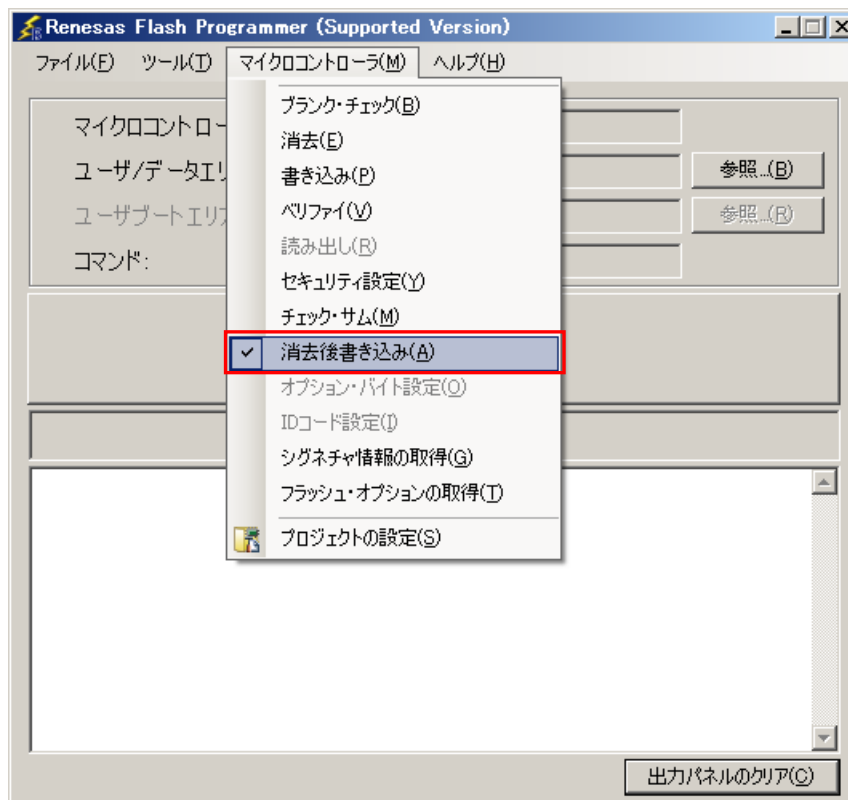 Renesas Flash Programmer (Supported Version)
ファイル(F) ツール(T) マイクロコントローラ(M) ヘルプ(H)
ブランク・チェック(B)
マイクロコントロー
消去(E)
ユーザ/データエリ
書き込み(P)
参照...(B)
ベリファイ(V)
ユーザブートエリア
参照...(R)
読み出し(R)
コマンド:
セキュリティ設定(Y)
チェック・サム(M)
消去後書き込み(A)
オプション・バイト設定(O)
IDコード設定(I)
シグネチャ情報の取得(G)
フラッシュ・オプションの取得(T)
プロジェクトの設定(S)
出力パネルのクリア(C)